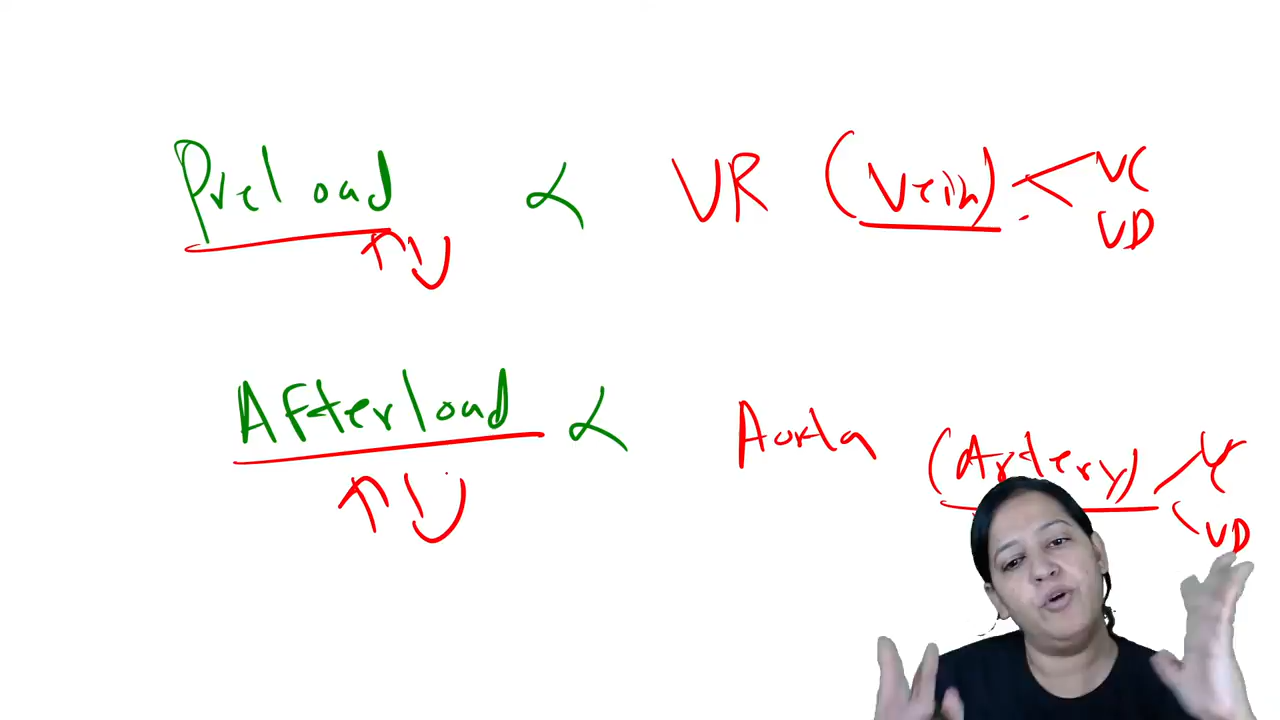 Preload α VR (Vein) < VC
VD
↑↓
Afterload α Aorta (Artery) < VC
VD
↑↓